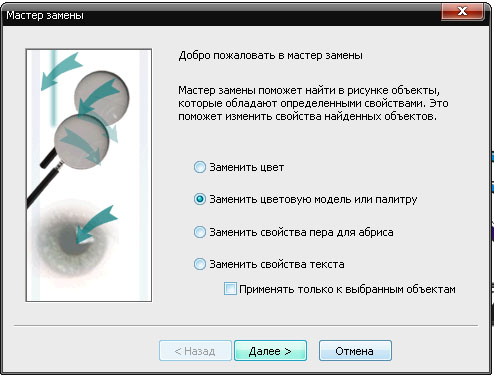 Мастер замены
X
Добро пожаловать в мастер замены
Мастер замены поможет найти в рисунке объекты,
которые обладают определенными свойствами. Это
поможет изменить свойства найденных объектов.
Заменить цвет
Заменить цветовую модель или палитру
Заменить свойства пера для абриса
Заменить свойства текста
Применять только к выбранным объектам
< Назад
Далее >
Отмена